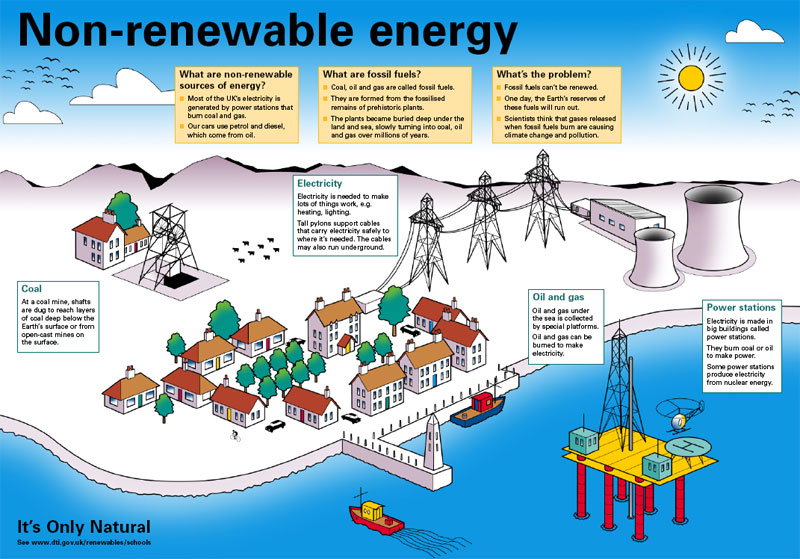 Non-renewable energy
What are non-renewable
sources of energy?
Most of the UK's electricity is
generated by power stations that
burn coal and gas.
Our cars use petrol and diesel,
which come from oil.
What are fossil fuels?
Coal, oil and gas are called fossil fuels.
They are formed from the fossilised
remains of prehistoric plants.
The plants became buried deep under the
land and sea, slowly turning into coal, oil
and gas over millions of years.
What's the problem?
Fossil fuels can't be renewed.
One day, the Earth's reserves of
these fuels will run out.
Scientists think that gases released
when fossil fuels burn are causing
climate change and pollution.
Electricity
Electricity is needed to make
lots of things work, e.g.
heating, lighting.
Tall pylons support cables
that carry electricity safely to
where it's needed. The cables
may also run underground.
Coal
At a coal mine, shafts
are dug to reach layers
of coal deep below the
Earth's surface or from
open-cast mines on
the surface.
Oil and gas
Oil and gas under
the sea is collected
by special platforms.
Oil and gas can be
burned to make
electricity.
Power stations
Electricity is made in
big buildings called
power stations.
They burn coal or oil
to make power.
Some power stations
produce electricity
from nuclear energy.
H
It's Only Natural
See www.dti.gov.uk/renewables/schools